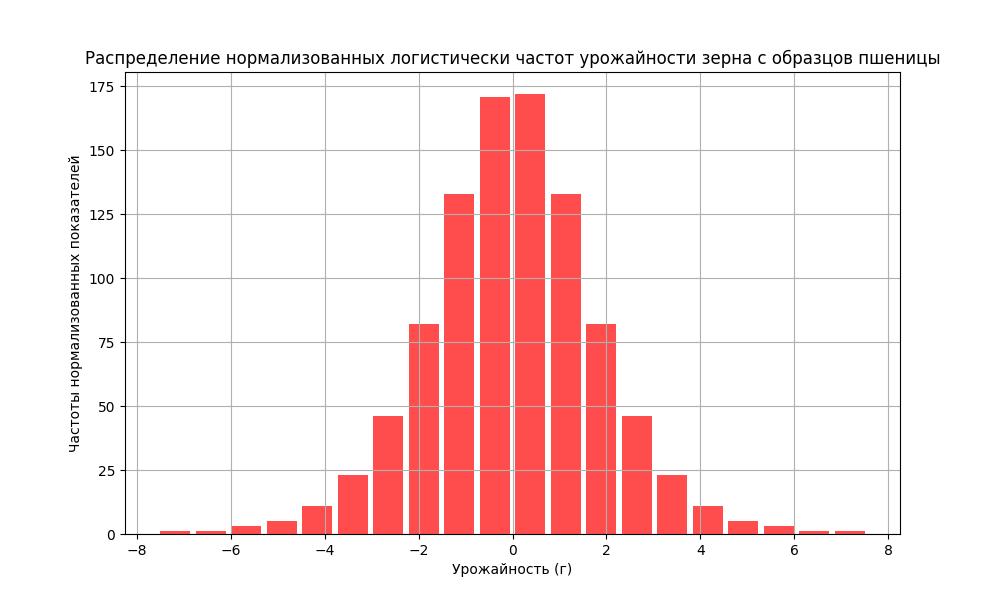 Распределение нормализованных логистически частот урожайности зерна с образцов пшеницы
Частоты нормализованных показателей
175
150
125
100
75
50
25
0
−8 −6 −4 −2 0 2 4 6 8
Урожайность (г)